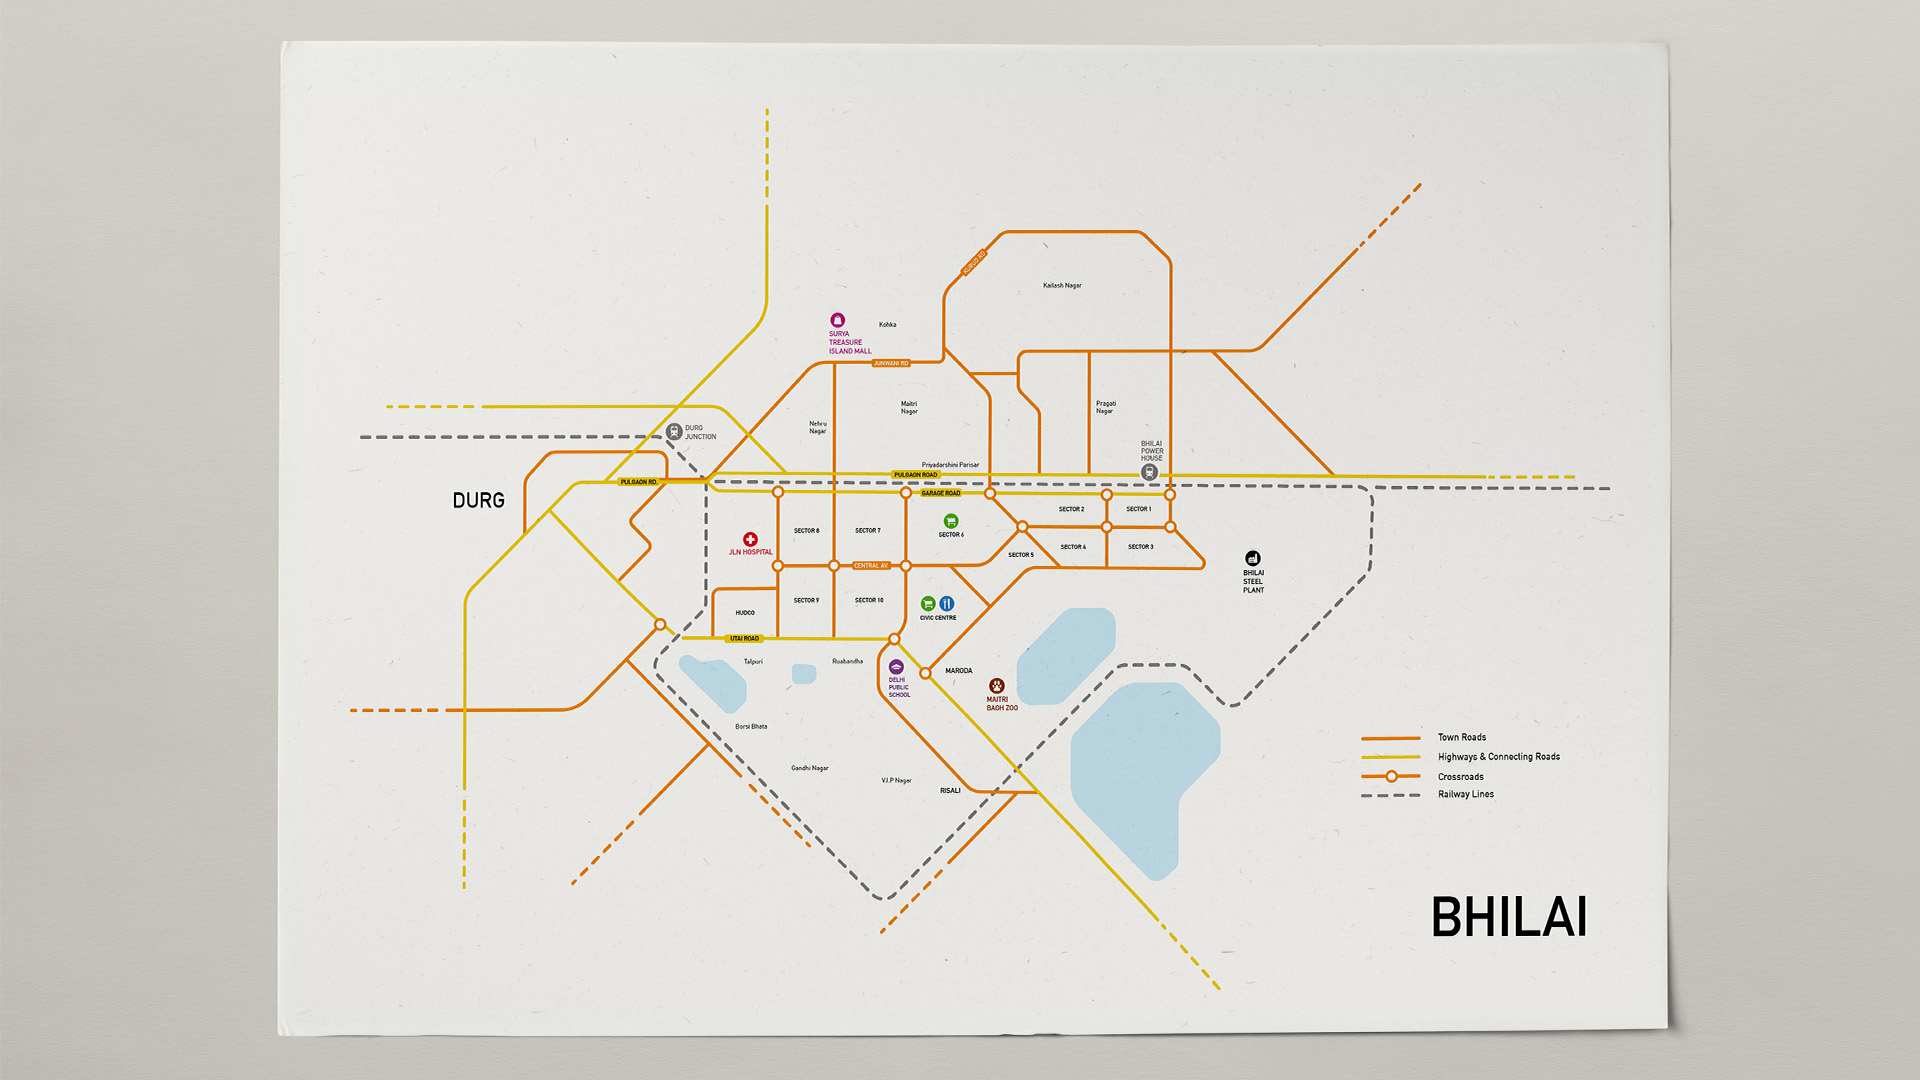 Kailash Nagar
SURYA
TREASURE
ISLAND MALL
Kohka
JUNWANI RD
Maitri
Nagar
Pragati
Nagar
Nehru
Nagar
DURG
JUNCTION
BHILAI
POWER
HOUSE
Priyadarshini Parisar
PULGAON ROAD
PULGAON RD.
GARAGE ROAD
DURG
SECTOR 2
SECTOR 1
SECTOR 8
SECTOR 7
SECTOR 6
JLN HOSPITAL
SECTOR 5
SECTOR 6
SECTOR 3
CENTRAL AV.
BHILAI
STEEL
PLANT
HUDCO
SECTOR 9
SECTOR 10
CIVIC CENTRE
UTAI ROAD
Talpuri
Ruabandha
DELHI
PUBLIC
SCHOOL
MARODA
MAITRI
BAGH ZOO
Borsi Bhata
Gandhi Nagar
V.I.P Nagar
RISALI
Town Roads
Highways & Connecting Roads
Crossroads
Railway Lines
BHILAI